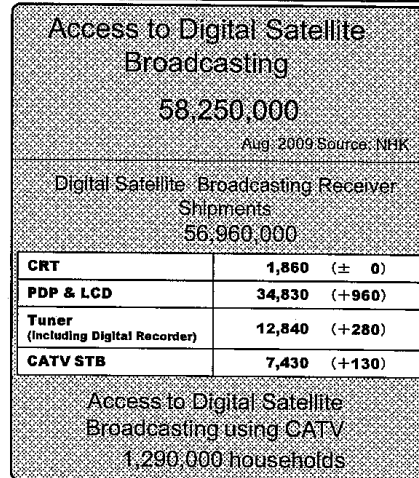 Access to Digital Satellite
Broadcasting
58,250,000
Aug. 2009 Source: NHK
Digital Satellite Broadcasting Receiver
Shipments
56,960,000
CRT 1,860 (± 0)
PDP & LCD 34,830 (+960)
Tuner
(including Digital Recorder) 12,840 (+280)
CATV STB 7,430 (+130)
Access to Digital Satellite
Broadcasting using CATV
1,290,000 households